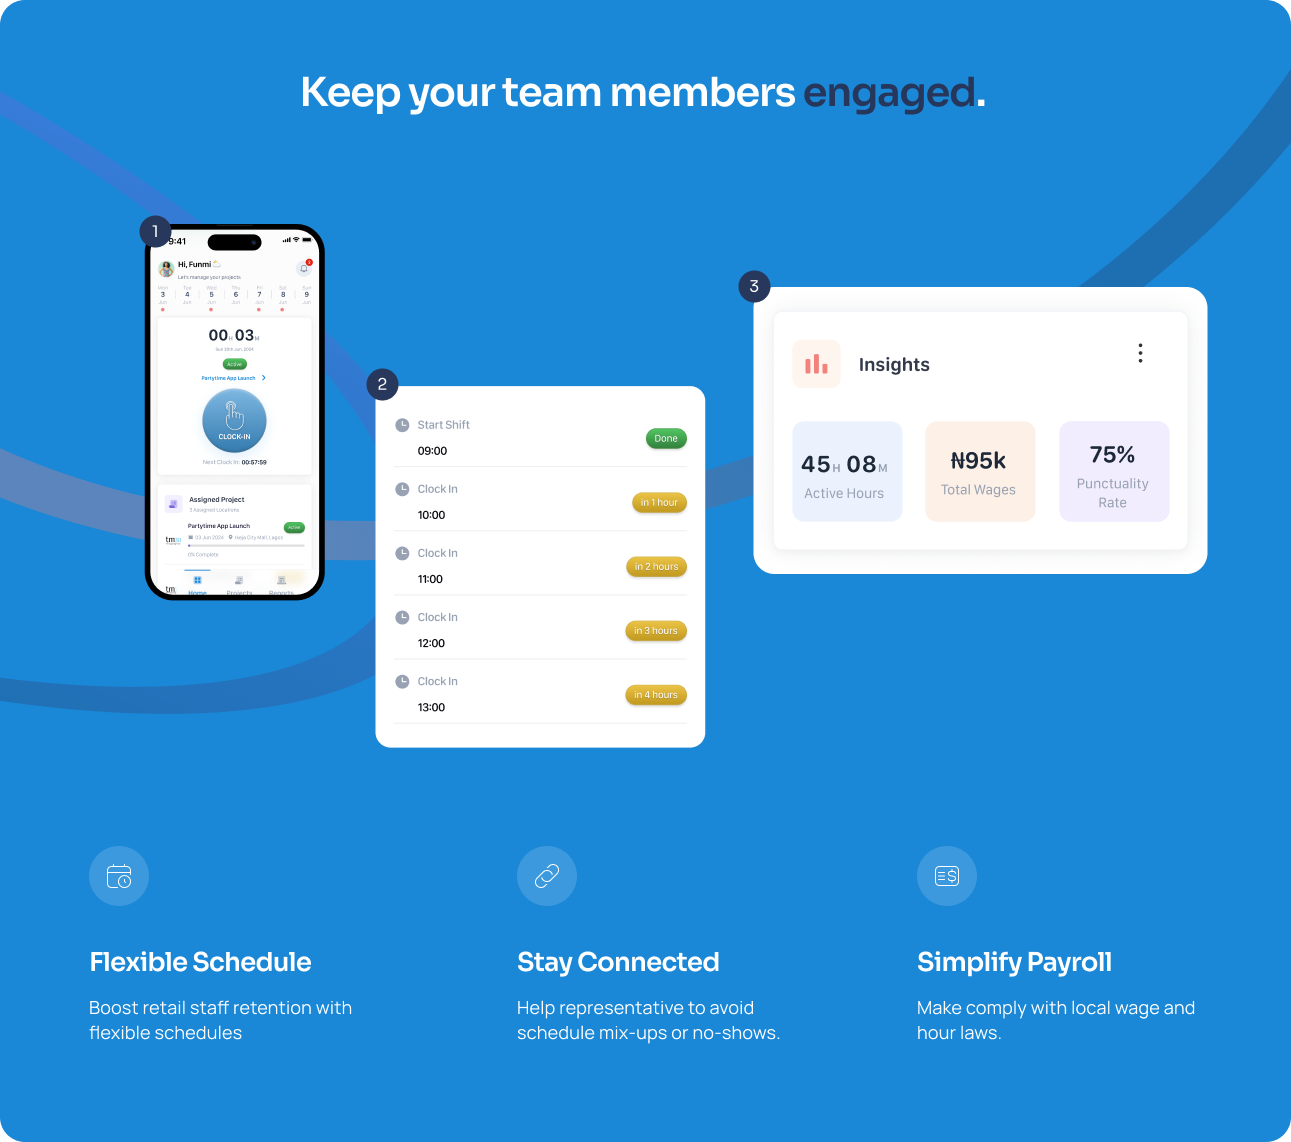 Keep your team members engaged.
1
9:41
Hi, Funmi
Let's manage your projects
Mon Tue Wed Thu Fri Sat Sun
3 4 5 6 7 8 9
Jun Jun Jun Jun Jun Jun Jun
00H 03M
Active
Partytime App Launch
CLOCK-IN
Next Clock In: 00:57:59
Assigned Project
3 Assigned Locations
Partytime App Launch
Active
03 Jun 2024 Ikeja City Mall, Lagos
0% Complete
Home Projects Reports
2
Start Shift
09:00
Done
Clock In
10:00
in 1 hour
Clock In
11:00
in 2 hours
Clock In
12:00
in 3 hours
Clock In
13:00
in 4 hours
3
Insights
45H 08M
Active Hours
₦95k
Total Wages
75%
Punctuality
Rate
Flexible Schedule
Boost retail staff retention with
flexible schedules
Stay Connected
Help representative to avoid
schedule mix-ups or no-shows.
Simplify Payroll
Make comply with local wage and
hour laws.